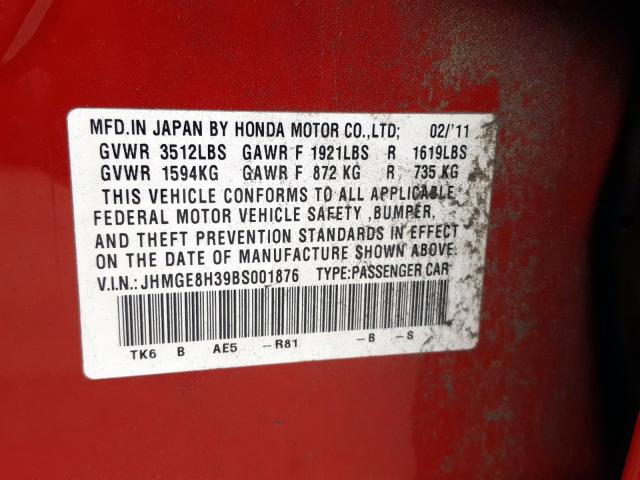 MFD.IN JAPAN BY HONDA MOTOR CO.,LTD; 02/'11
GVWR 3512LBS GAWR F 1921LBS R 1619LBS
GVWR 1594KG GAWR F 872 KG R 735 KG
THIS VEHICLE CONFORMS TO ALL APPLICABLE
FEDERAL MOTOR VEHICLE SAFETY ,BUMPER,
AND THEFT PREVENTION STANDARDS IN EFFECT
ON THE DATE OF MANUFACTURE SHOWN ABOVE.
V.I.N.:JHMGE8H39BS001876 TYPE:PASSENGER CAR
TK6 B AE5 -R81 -B -S